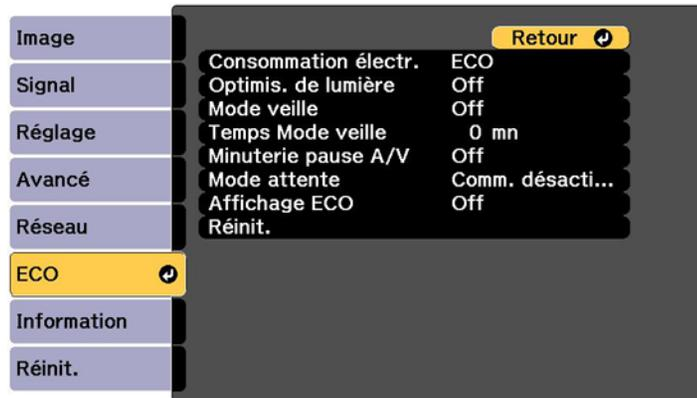 Image
Signal
Réglage
Avancé
Réseau
ECO
Information
Réinit.
Retour
Consommation électr. ECO
Optimis. de lumière Off
Mode veille Off
Temps Mode veille 0 mn
Minuterie pause A/V Off
Mode attente Comm. désacti...
Affichage ECO Off
Réinit.